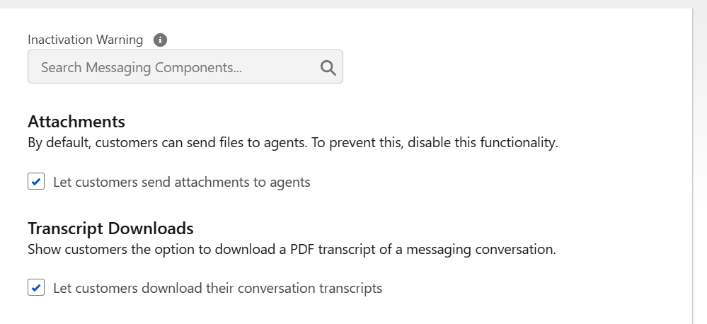 Inactivation Warning
Search Messaging Components...
Attachments
By default, customers can send files to agents. To prevent this, disable this functionality.
Let customers send attachments to agents
Transcript Downloads
Show customers the option to download a PDF transcript of a messaging conversation.
Let customers download their conversation transcripts